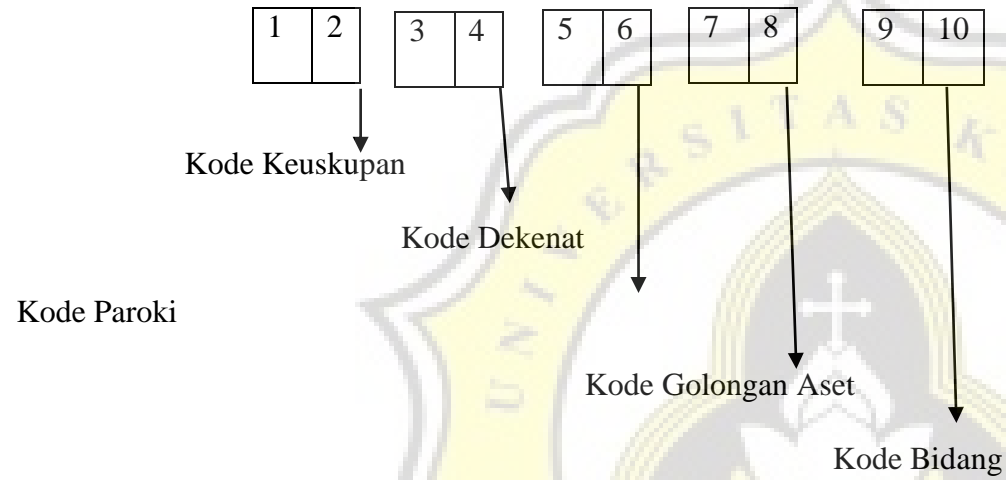 1 2 3 4 5 6 7 8 9 10
Kode Keuskupan
Kode Dekenat
Kode Paroki
Kode Golongan Aset
Kode Bidang
UNIVERSITAS K